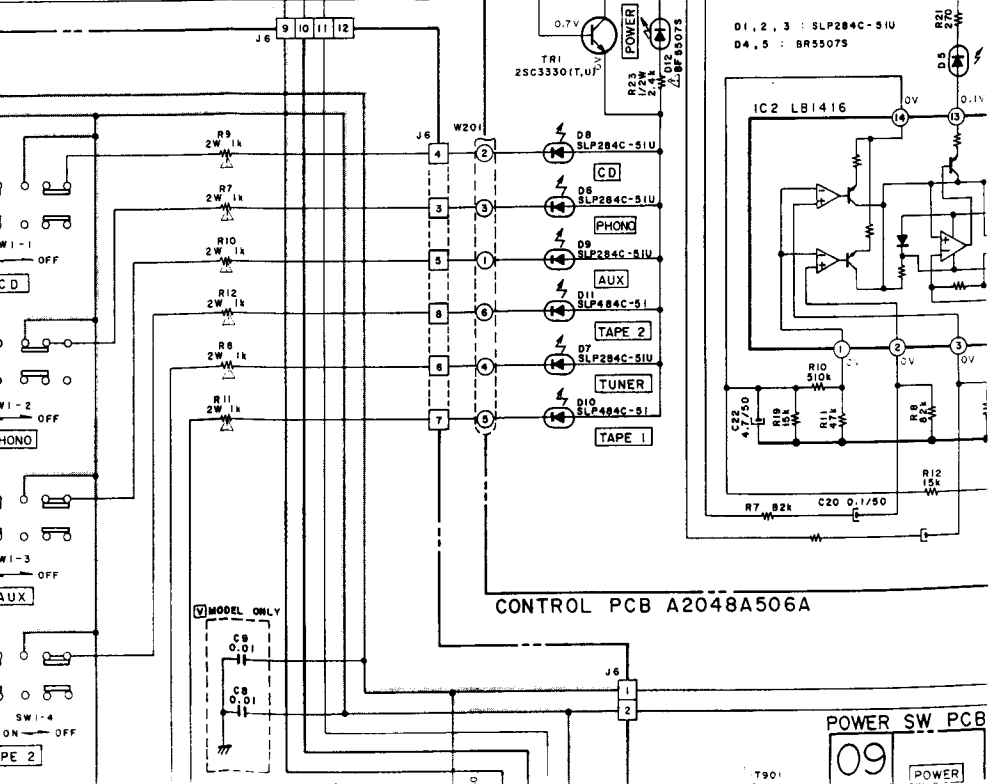 9 10 11 12
J6
0.7V
POWER
TR1
2SC3330(T,U)
0V
D12
BR5507S
R23
1/2W
2.4k
D1, 2, 3 : SLP284C-51U
D4, 5 : BR5507S
R21
270
D5
IC2 LB1416
0V
0.1V
14
13
R9
2W 1k
J6
4
W201
2
D8
SLP284C-51U
CD
R7
2W 1k
3
3
D6
SLP284C-51U
PHONO
R10
2W 1k
5
1
D9
SLP284C-51U
AUX
R12
2W 1k
8
6
D11
SLP484C-51
TAPE 2
R8
2W 1k
6
4
D7
SLP284C-51U
TUNER
R11
2W 1k
7
5
D10
SLP484C-51
TAPE 1
W1-1
OFF
CD
W1-2
OFF
HONO
W1-3
OFF
AUX
SW1-4
ON OFF
PE 2
1
2
3
0V
0V
0V
R10
510k
C22
4.7/50
R19
15k
R11
47k
R8
82k
R12
15k
R7 82k
C20 0.1/50
CONTROL PCB A2048A506A
V MODEL ONLY
C9
0.01
C8
0.01
J6
1
2
POWER SW PCB
09
POWER
T901